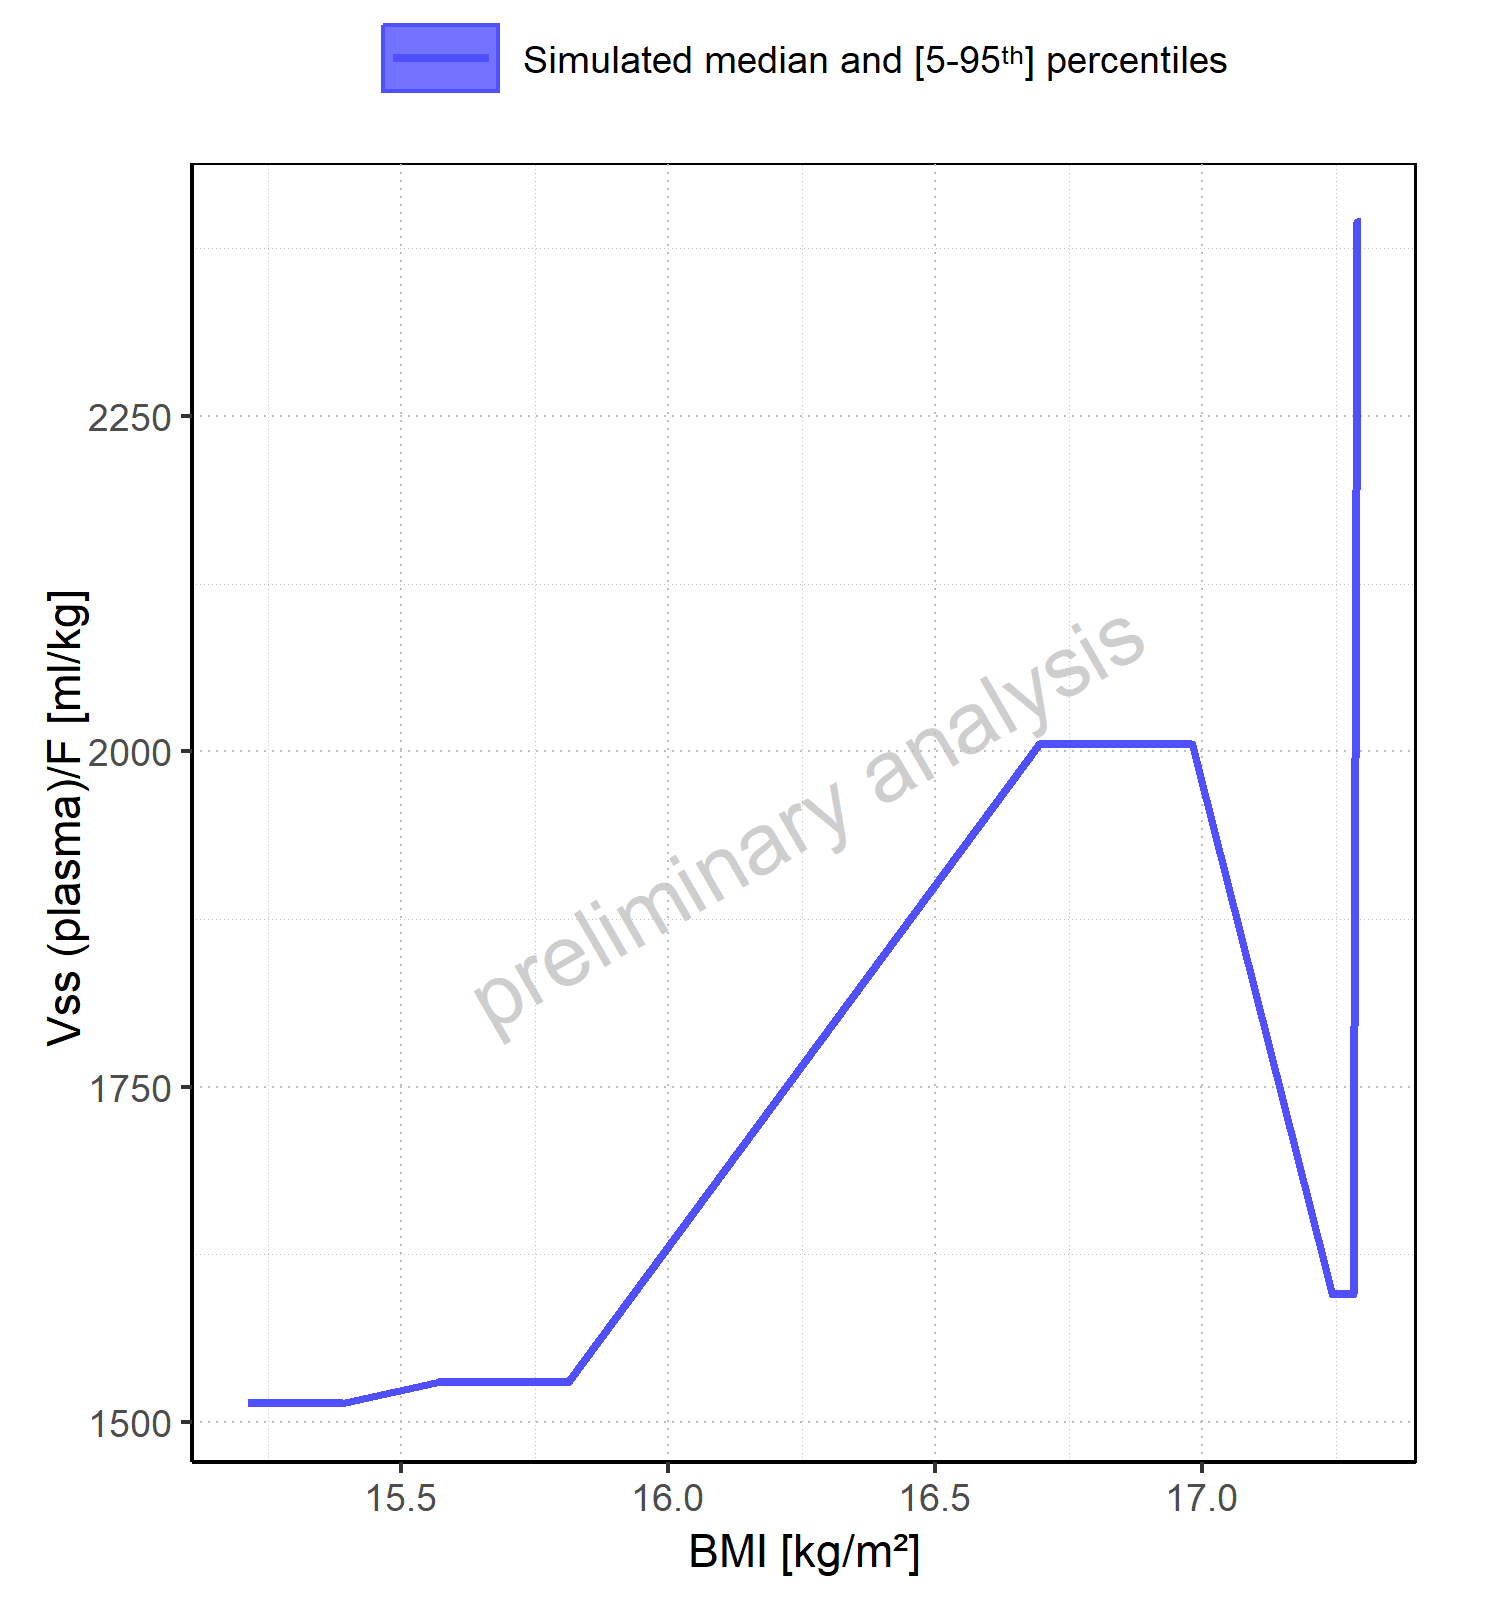 Simulated median and [5-95ᵗʰ] percentiles
Vss (plasma)/F [ml/kg]
2250
2000
1750
1500
preliminary analysis
15.5 16.0 16.5 17.0
BMI [kg/m²]